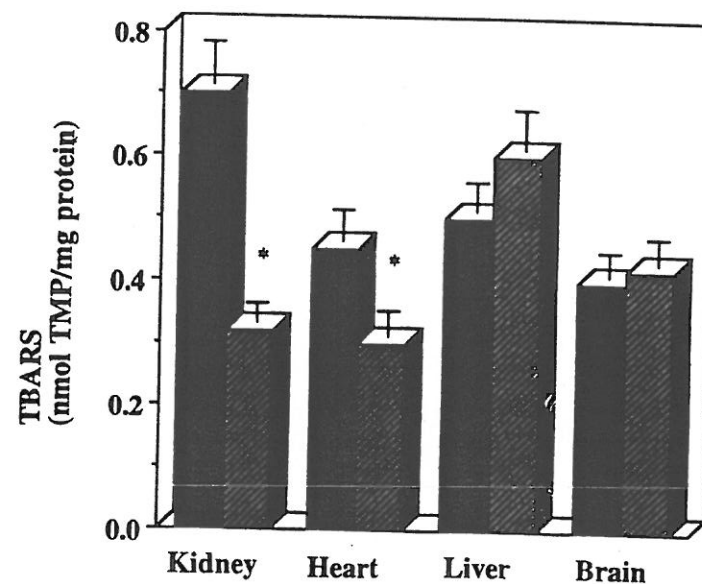 0.8
0.6
0.4
0.2
0.0
TBARS
(nmol TMP/mg protein)
*
*
Kidney
Heart
Liver
Brain